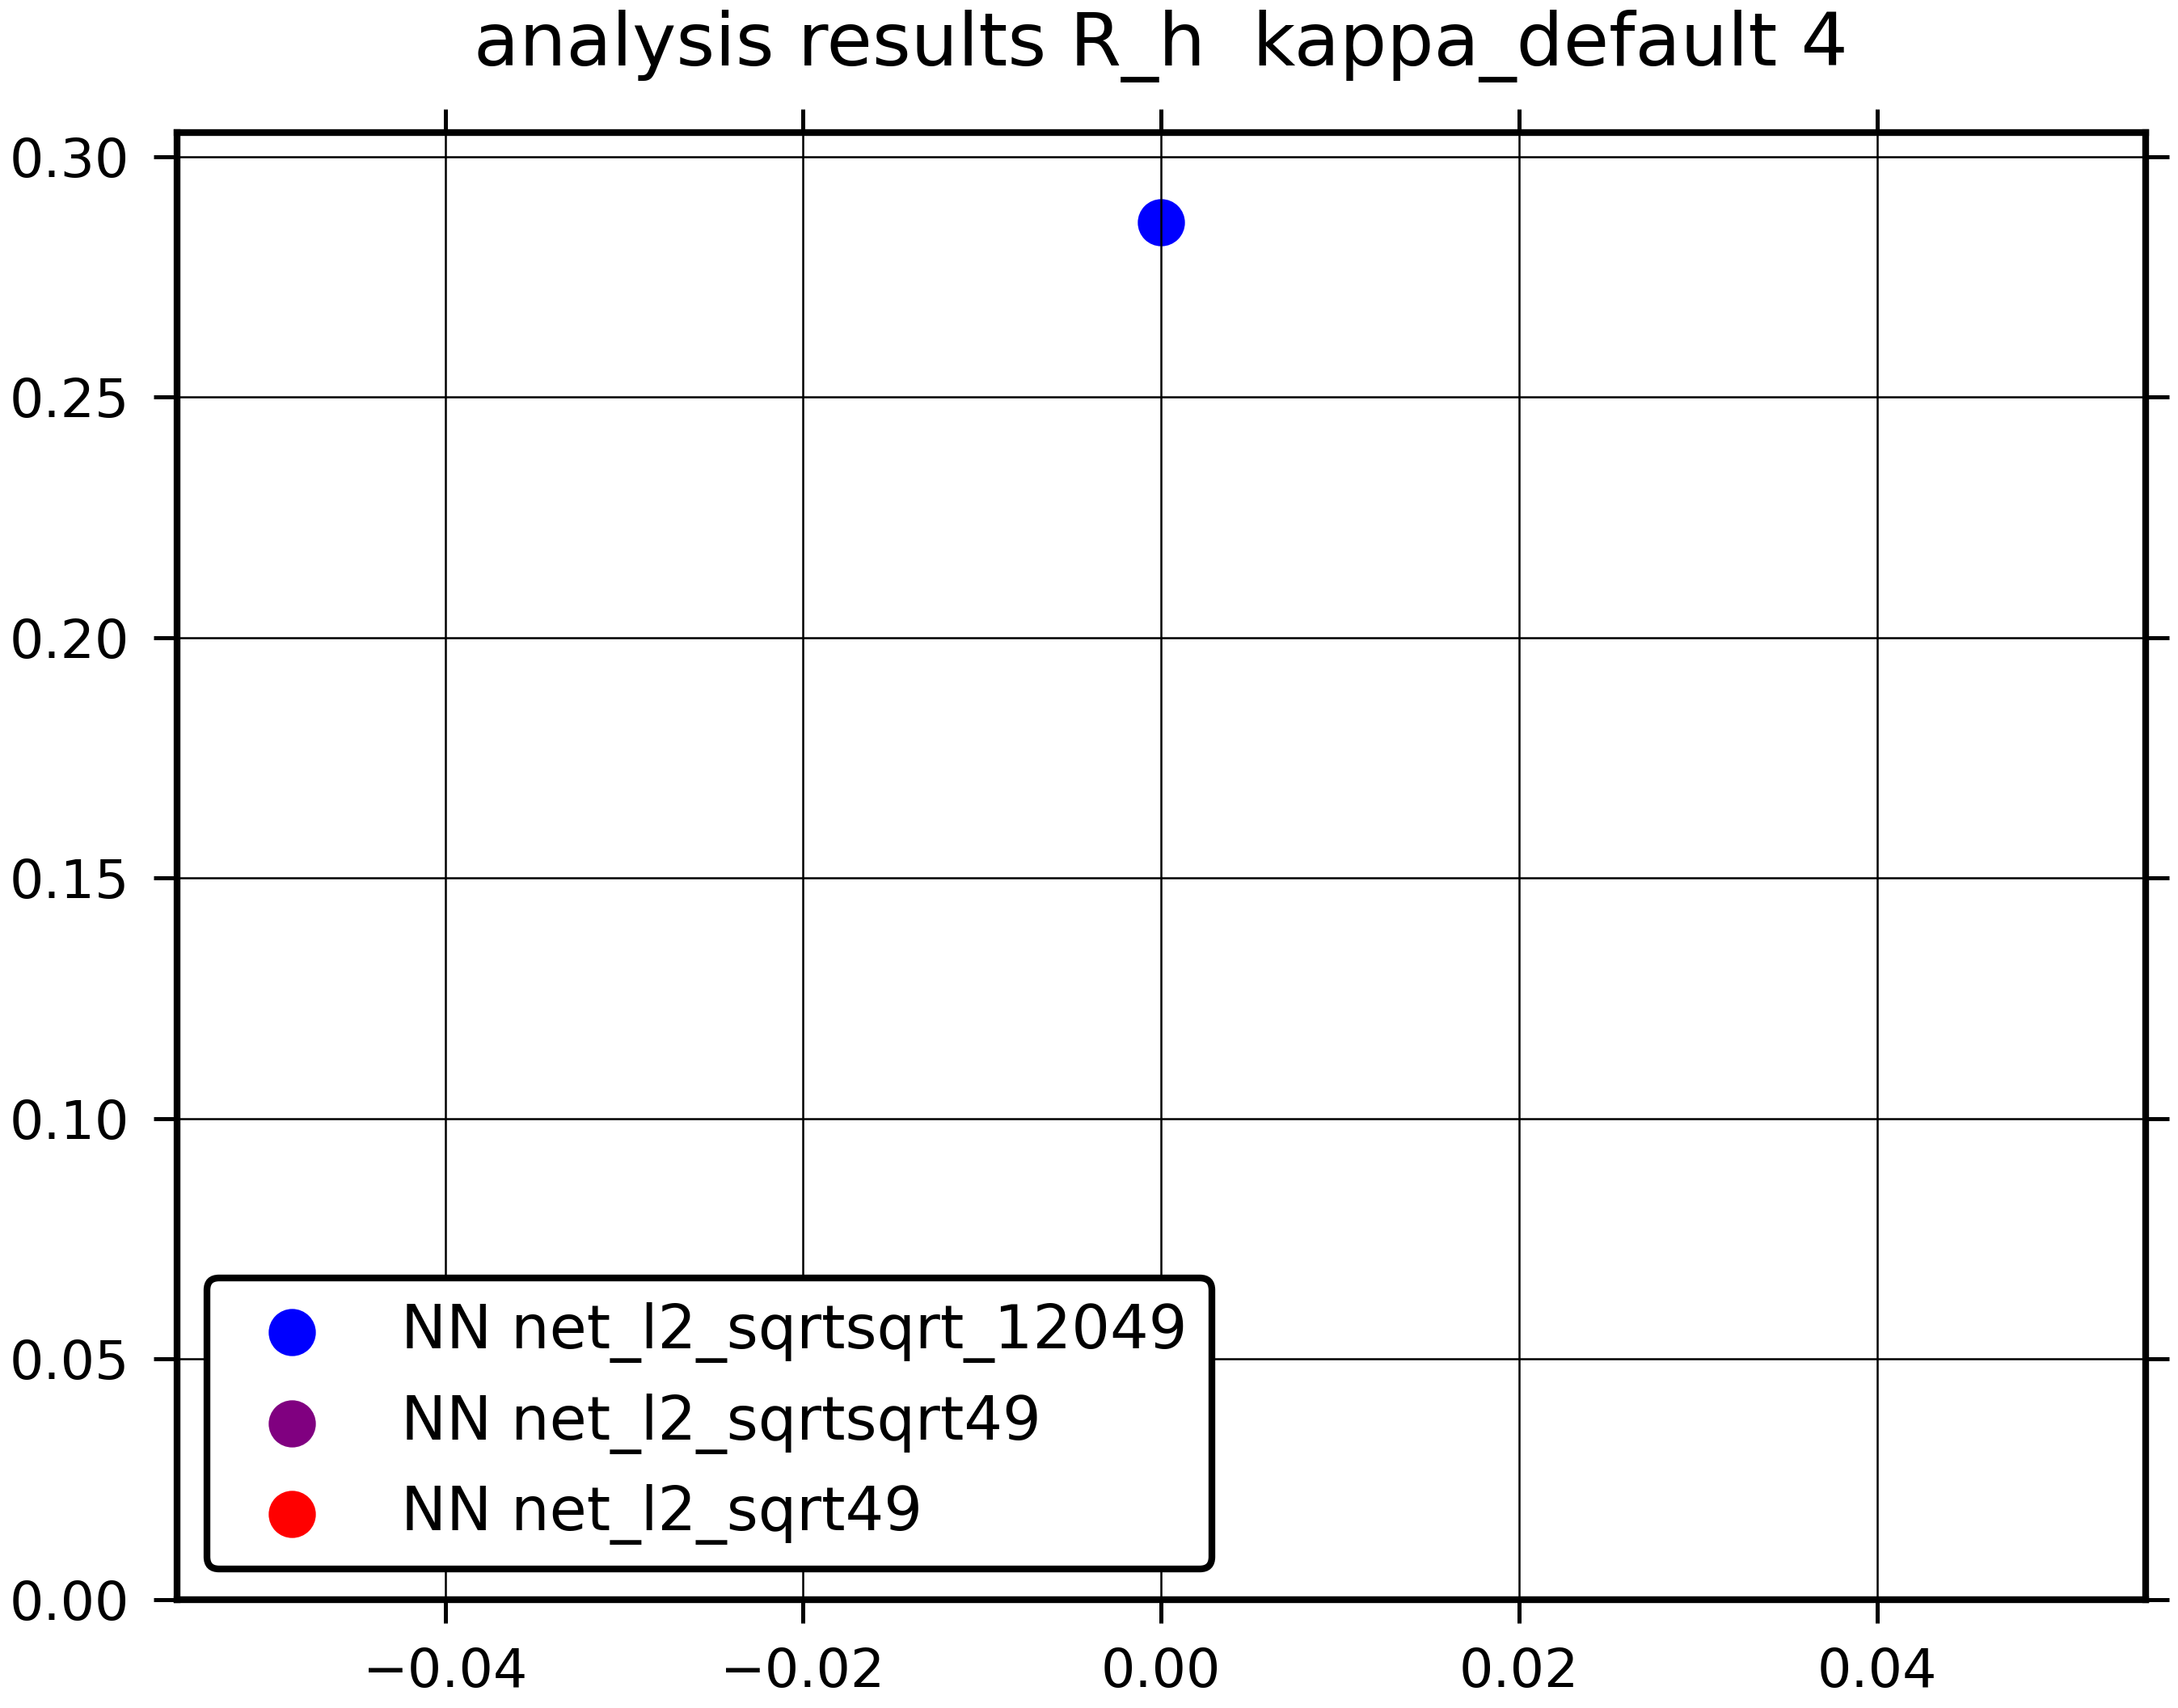 analysis results R_h  kappa_default 4
0.30
0.25
0.20
0.15
0.10
0.05
0.00
NN net_l2_sqrtsqrt_12049
NN net_l2_sqrtsqrt49
NN net_l2_sqrt49
−0.04 −0.02 0.00 0.02 0.04